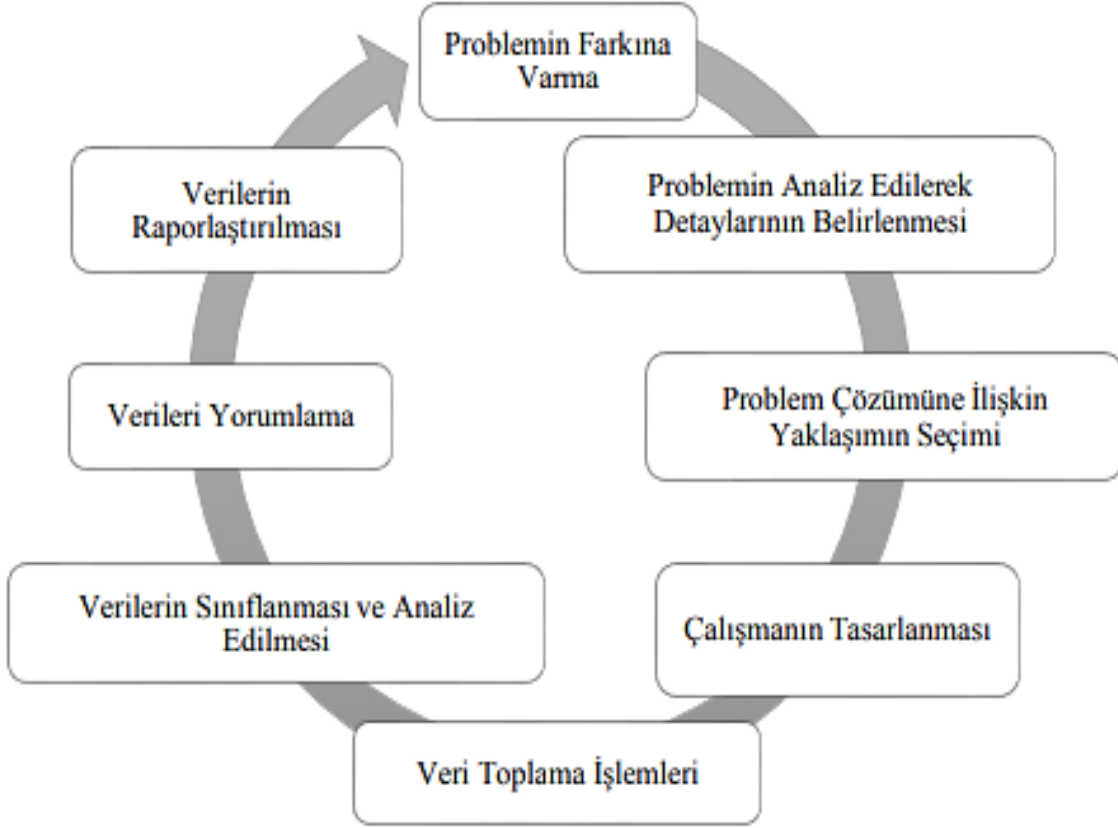 Problemin Farkına
Varma
Problemin Analiz Edilerek
Detaylarının Belirlenmesi
Problem Çözümüne İlişkin
Yaklaşımın Seçimi
Çalışmanın Tasarlanması
Veri Toplama İşlemleri
Verilerin Sınıflanması ve Analiz
Edilmesi
Verileri Yorumlama
Verilerin
Raporlaştırılması